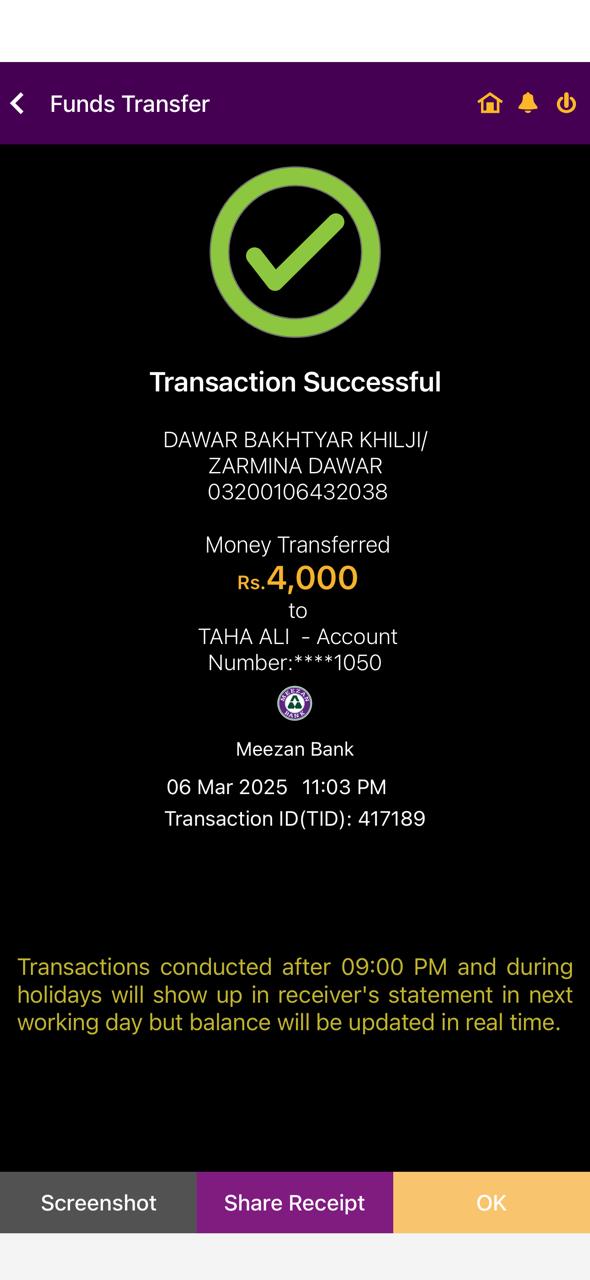 Funds Transfer
Transaction Successful
DAWAR BAKHTYAR KHILJI/
ZARMINA DAWAR
03200106432038
Money Transferred
Rs.4,000
to
TAHA ALI - Account
Number:****1050
MEEZAN
BANK
Meezan Bank
06 Mar 2025 11:03 PM
Transaction ID(TID): 417189
Transactions conducted after 09:00 PM and during
holidays will show up in receiver's statement in next
working day but balance will be updated in real time.
Screenshot
Share Receipt
OK